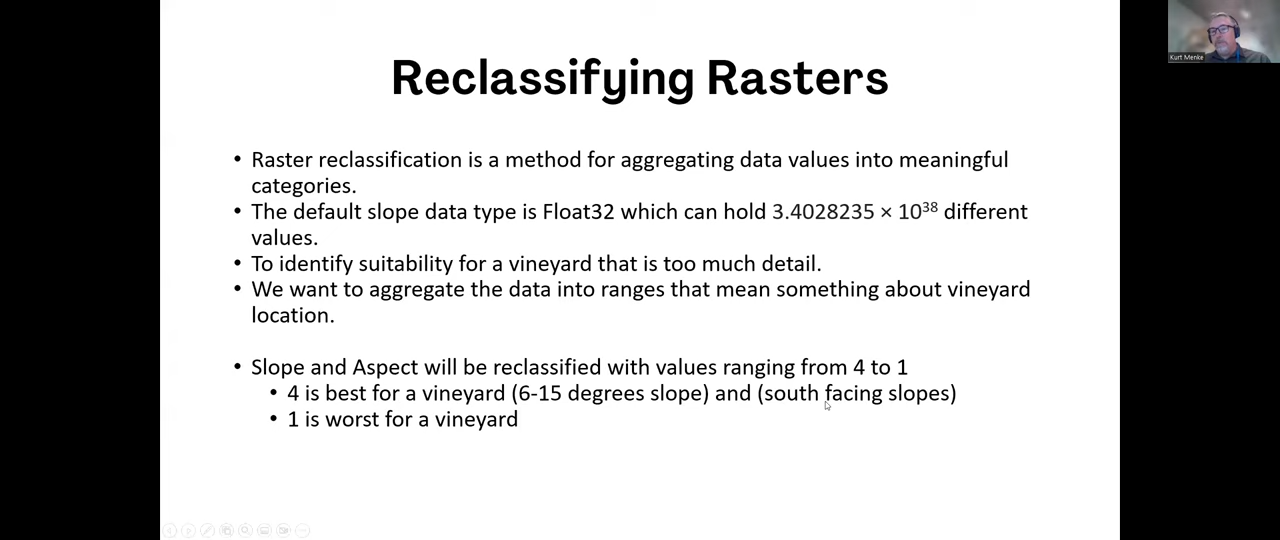 Kurt Menke
Reclassifying Rasters
• Raster reclassification is a method for aggregating data values into meaningful
categories.
• The default slope data type is Float32 which can hold 3.4028235 × 10³⁸ different
values.
• To identify suitability for a vineyard that is too much detail.
• We want to aggregate the data into ranges that mean something about vineyard
location.
• Slope and Aspect will be reclassified with values ranging from 4 to 1
• 4 is best for a vineyard (6-15 degrees slope) and (south facing slopes)
• 1 is worst for a vineyard